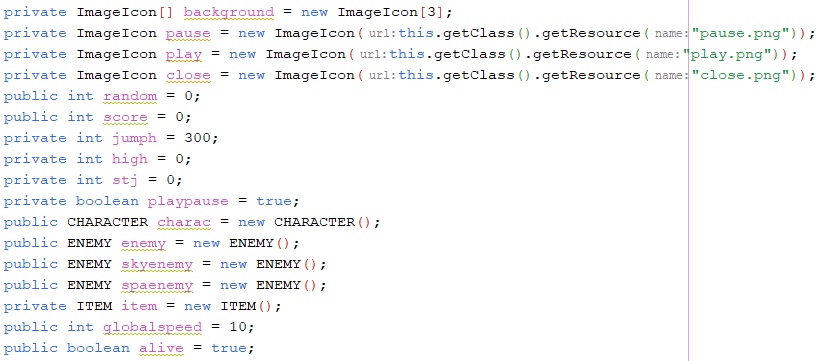 private ImageIcon[] background = new ImageIcon[3];
private ImageIcon pause = new ImageIcon( url: this.getClass().getResource( name: "pause.png"));
private ImageIcon play = new ImageIcon( url: this.getClass().getResource( name: "play.png"));
private ImageIcon close = new ImageIcon( url: this.getClass().getResource( name: "close.png"));
public int random = 0;
public int score = 0;
private int jumph = 300;
private int high = 0;
private int stj = 0;
private boolean playpause = true;
public CHARACTER charac = new CHARACTER();
public ENEMY enemy = new ENEMY();
public ENEMY skyenemy = new ENEMY();
public ENEMY spaenemy = new ENEMY();
private ITEM item = new ITEM();
public int globalspeed = 10;
public boolean alive = true;